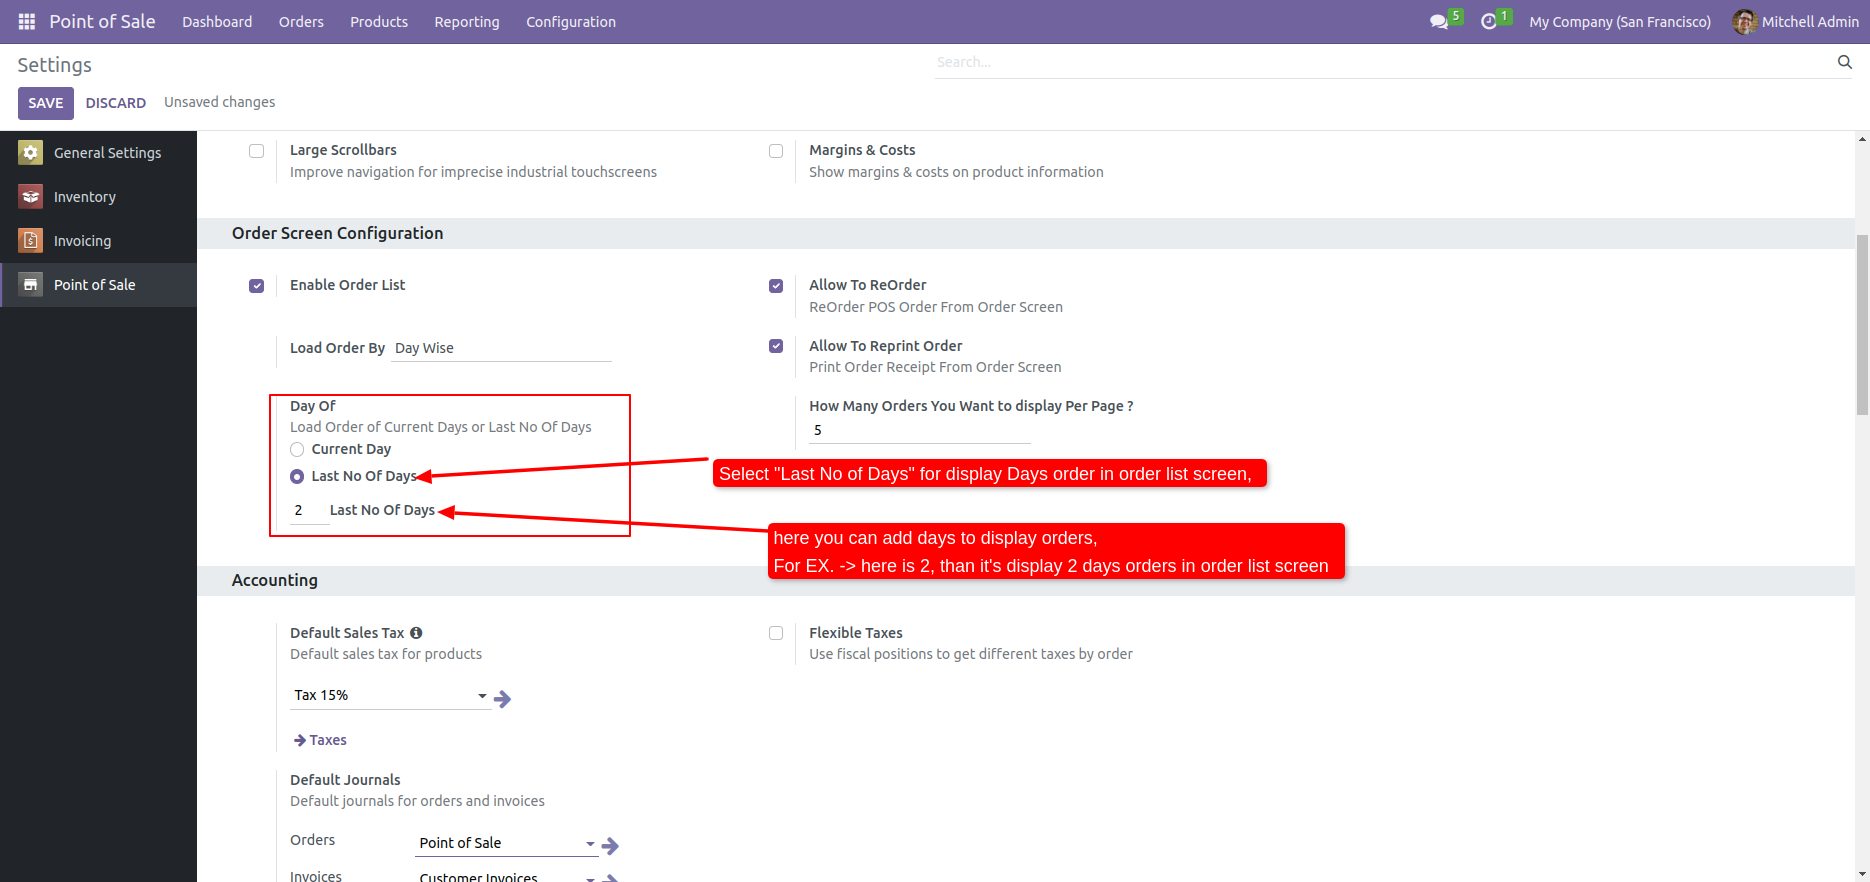 Point of Sale Dashboard Orders Products Reporting Configuration 5 1 My Company (San Francisco) Mitchell Admin
Settings
Search...
SAVE DISCARD Unsaved changes
General Settings
Inventory
Invoicing
Point of Sale
Large Scrollbars
Improve navigation for imprecise industrial touchscreens
Margins & Costs
Show margins & costs on product information
Order Screen Configuration
Enable Order List
Allow To ReOrder
ReOrder POS Order From Order Screen
Load Order By Day Wise
Allow To Reprint Order
Print Order Receipt From Order Screen
Day Of
Load Order of Current Days or Last No Of Days
Current Day
Last No Of Days
2 Last No Of Days
How Many Orders You Want to display Per Page ?
5
Select "Last No of Days" for display Days order in order list screen,
here you can add days to display orders,
For EX. -> here is 2, than it's display 2 days orders in order list screen
Accounting
Default Sales Tax
Default sales tax for products
Tax 15%
Taxes
Flexible Taxes
Use fiscal positions to get different taxes by order
Default Journals
Default journals for orders and invoices
Orders Point of Sale
Invoices Customer Invoices